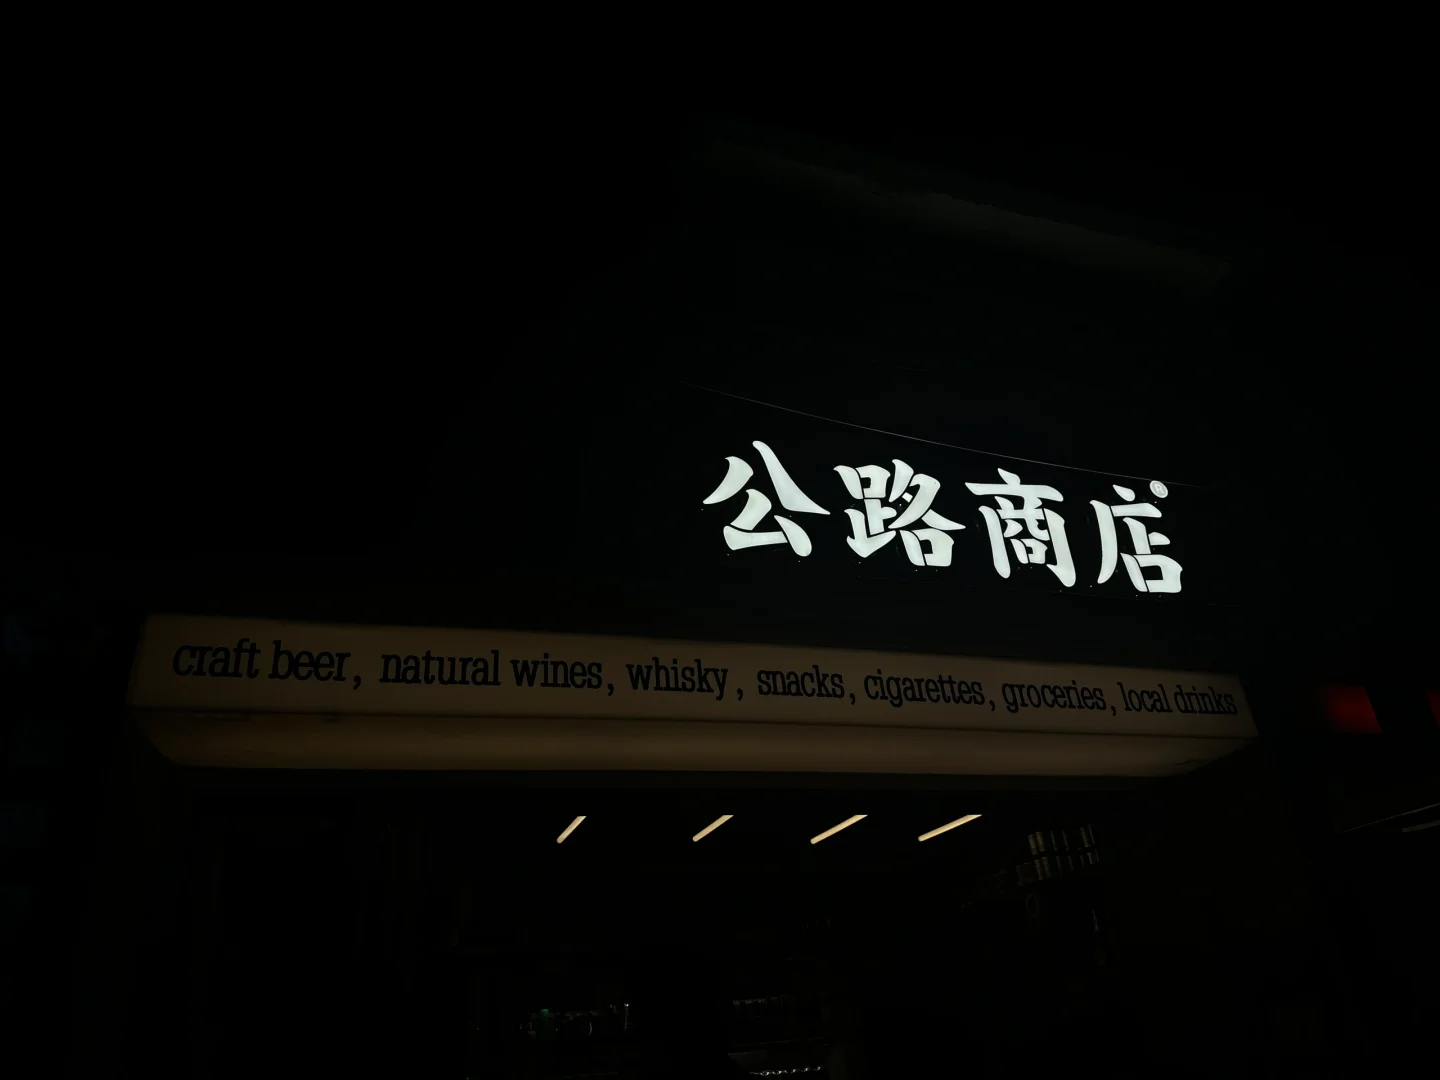 公路商店®
craft beer, natural wines, whisky, snacks, cigarettes, groceries, local drinks